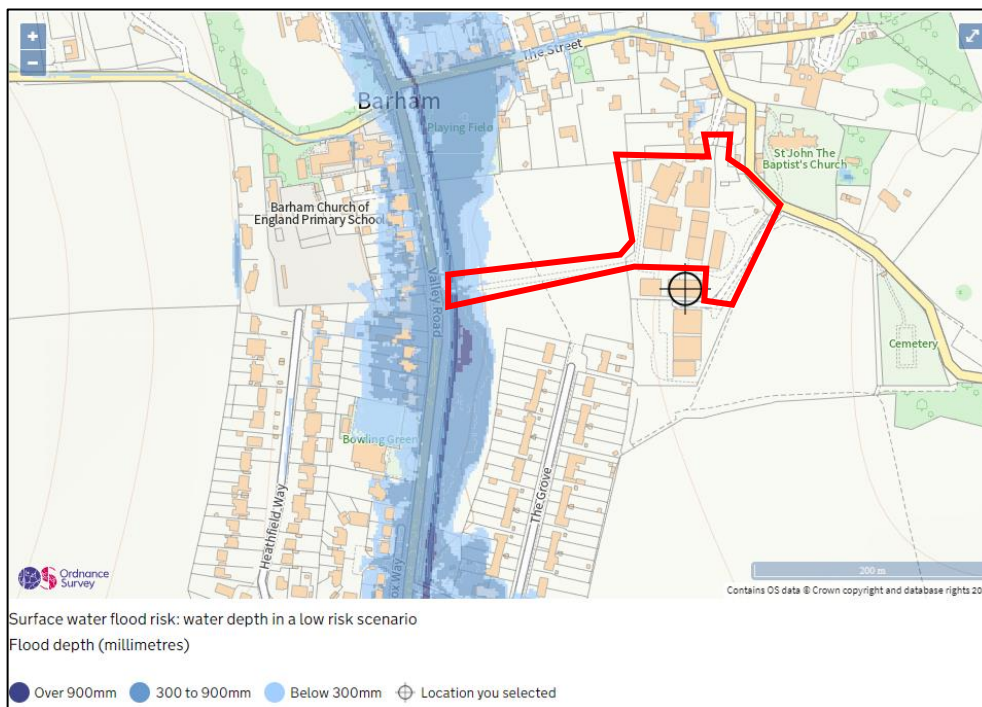 +
−
The Street
Barham
Playing Field
St John The
Baptist's Church
Barham Church of
England Primary School
Valley Road
Cemetery
Bowling Green
The Grove
Heathfield Way
ox Way
Ordnance
Survey
200 m
Contains OS data © Crown copyright and database rights 20
Surface water flood risk: water depth in a low risk scenario
Flood depth (millimetres)
Over 900mm 300 to 900mm Below 300mm Location you selected